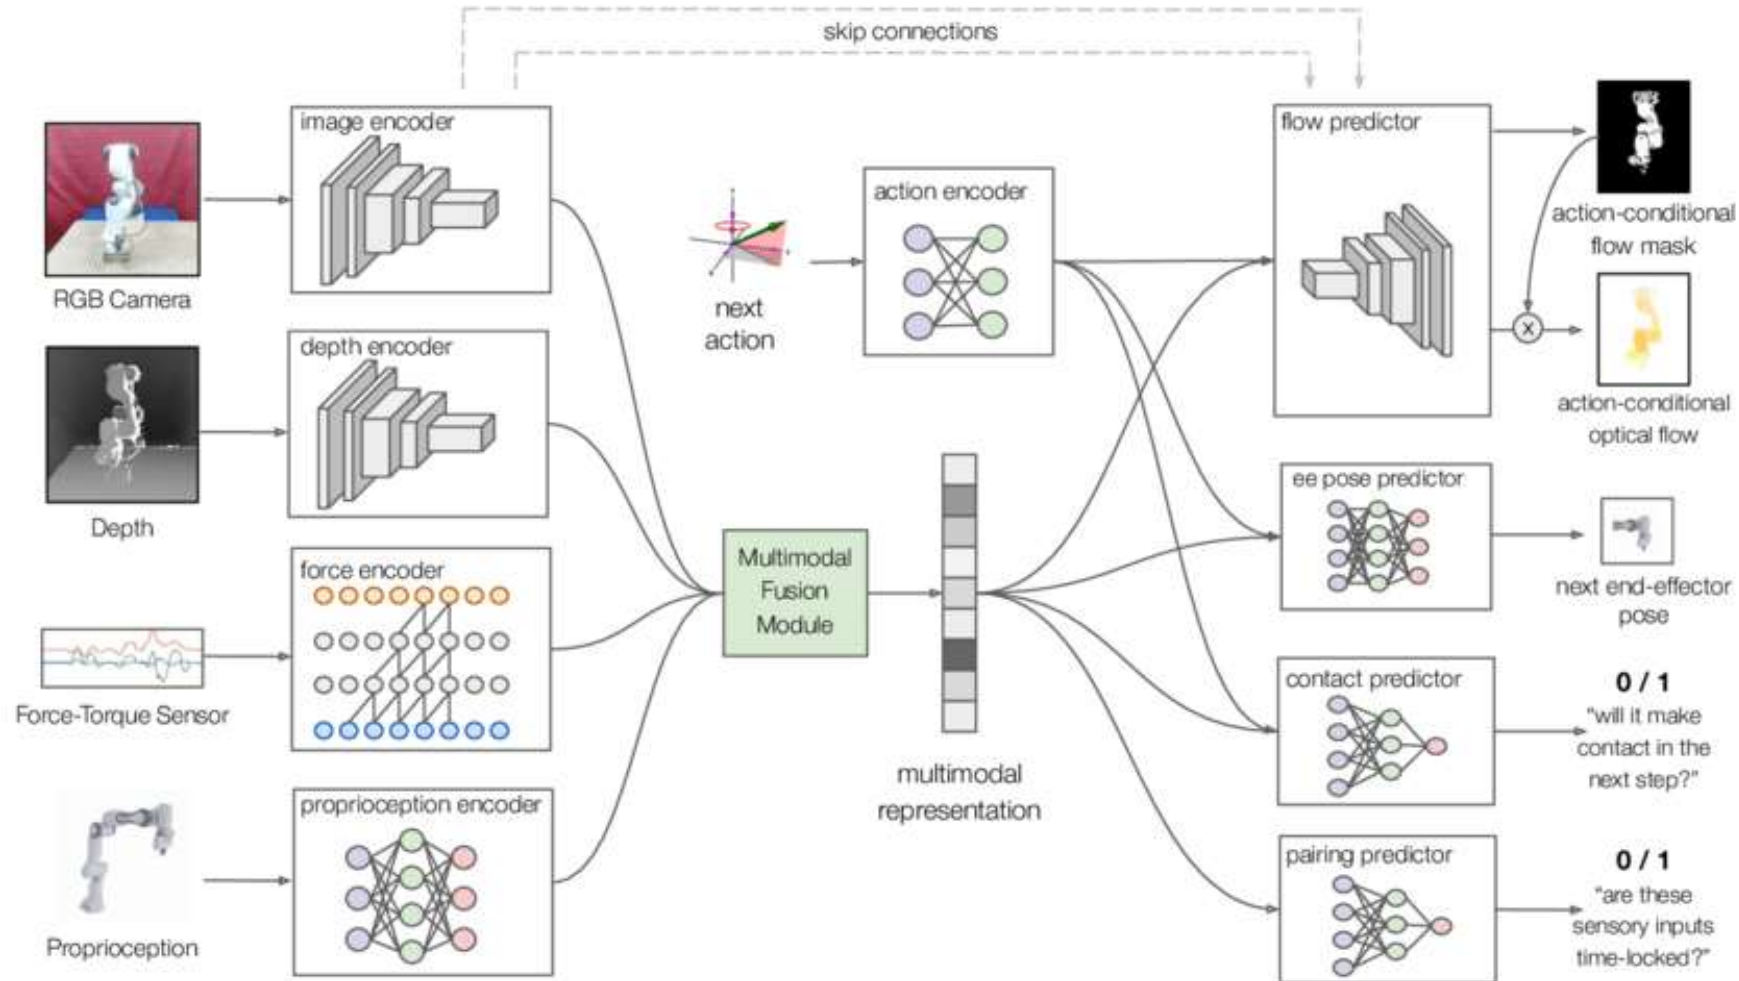 skip connections
image encoder
RGB Camera
depth encoder
Depth
force encoder
Force-Torque Sensor
proprioception encoder
Proprioception
next
action
action encoder
Multimodal
Fusion
Module
multimodal
representation
flow predictor
action-conditional
flow mask
X
action-conditional
optical flow
ee pose predictor
next end-effector
pose
contact predictor
0 / 1
"will it make
contact in the
next step?"
pairing predictor
0 / 1
"are these
sensory inputs
time-locked?"